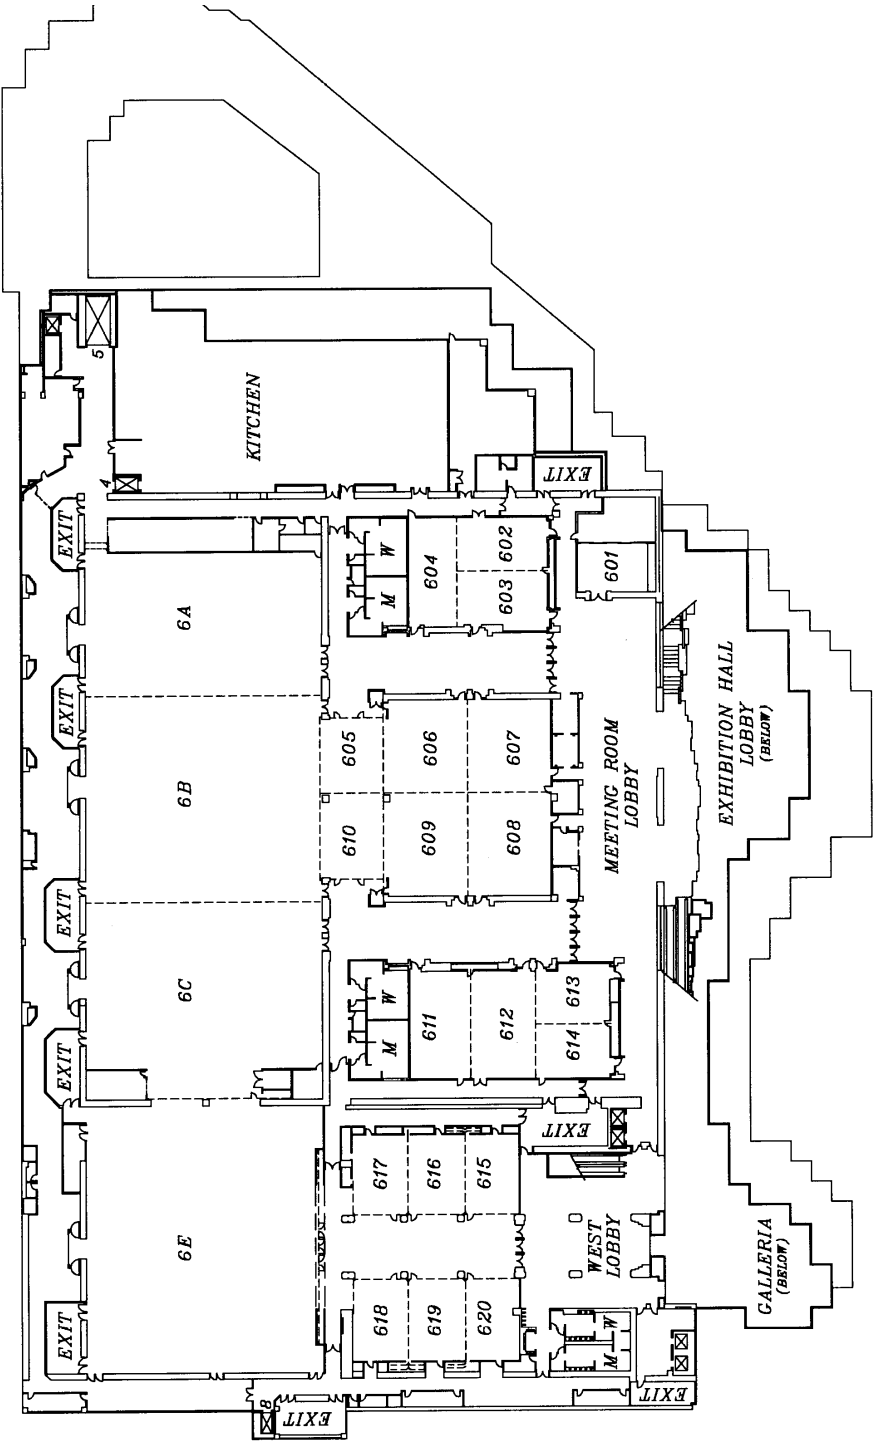 5
KITCHEN
4
EXIT
EXIT
W
M
604
602
603
601
6A
EXIT
605
606
607
6B
610
609
608
MEETING ROOM
LOBBY
EXHIBITION HALL
LOBBY
(BELOW)
EXIT
6C
W
M
611
612
613
614
EXIT
EXIT
617
616
615
6E
WEST
LOBBY
GALLERIA
(BELOW)
618
619
620
EXIT
W
M
8
EXIT
EXIT